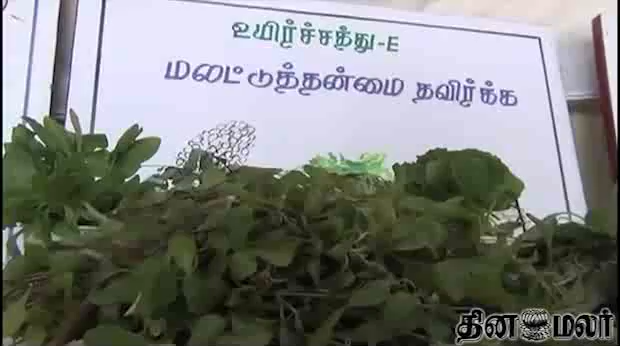 உயிர்ச்சத்து-E
மலட்டுத்தன்மை தவிர்க்க
தினமலர்